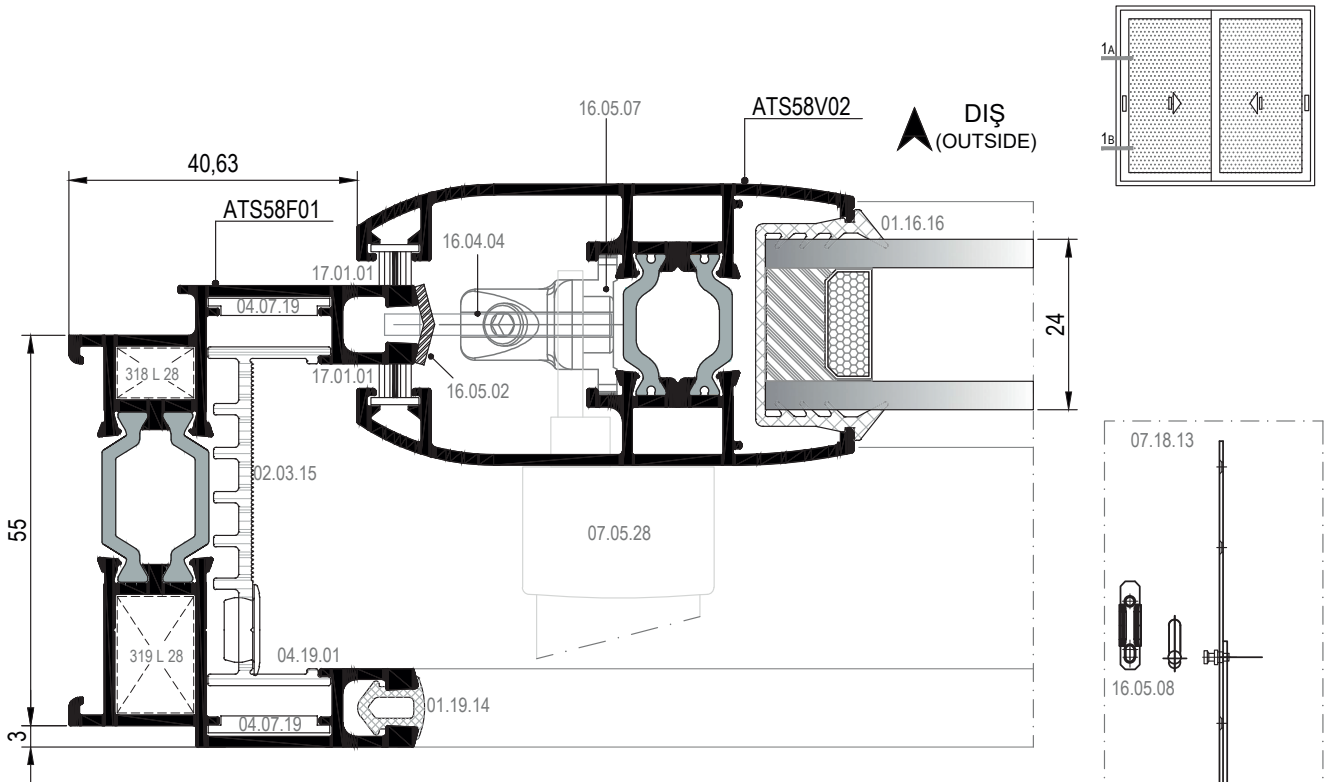 1A
1B
DIŞ
(OUTSIDE)
16.05.07
ATS58V02
40,63
ATS58F01
16.04.04
01.16.16
17.01.01
04.07.19
24
318 L 28
17.01.01
16.05.02
07.18.13
02.03.15
55
07.05.28
319 L 28
04.19.01
16.05.08
01.19.14
04.07.19
3